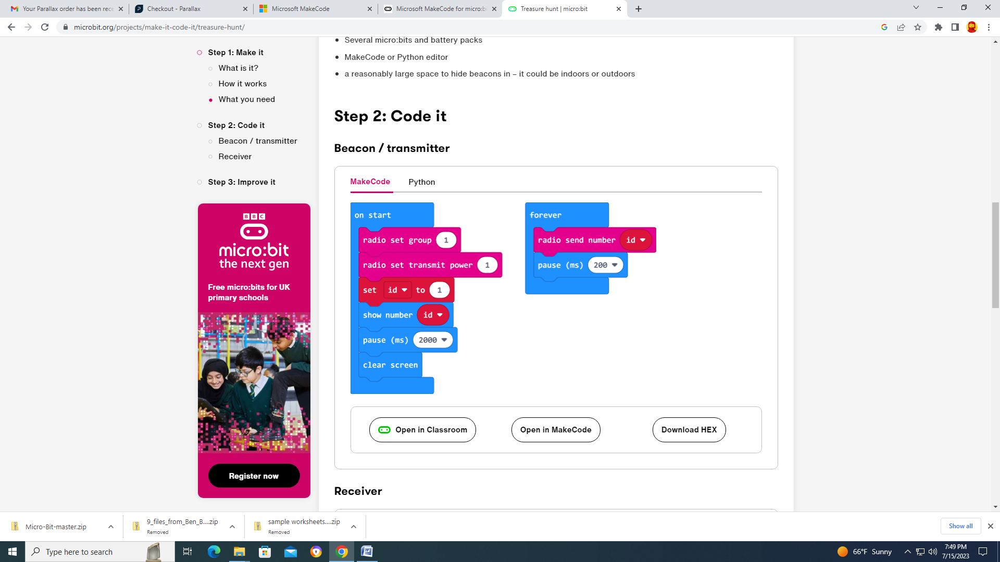 Your Parallax order has been rece
Checkout - Parallax
Microsoft MakeCode
Microsoft MakeCode for micro:bi
Treasure hunt | micro:bit
microbit.org/projects/make-it-code-it/treasure-hunt/
Step 1: Make it
What is it?
How it works
What you need
Step 2: Code it
Beacon / transmitter
Receiver
Step 3: Improve it
BBC
micro:bit
the next gen
Free micro:bits for UK
primary schools
Register now
Several micro:bits and battery packs
MakeCode or Python editor
a reasonably large space to hide beacons in – it could be indoors or outdoors
Step 2: Code it
Beacon / transmitter
MakeCode Python
on start
radio set group 1
radio set transmit power 1
set id to 1
show number id
pause (ms) 2000
clear screen
forever
radio send number id
pause (ms) 200
Open in Classroom
Open in MakeCode
Download HEX
Receiver
Micro-Bit-master.zip
9_files_from_Ben_B....zip
Removed
sample worksheets....zip
Removed
Show all
Type here to search
66°F Sunny
7:49 PM
7/15/2023